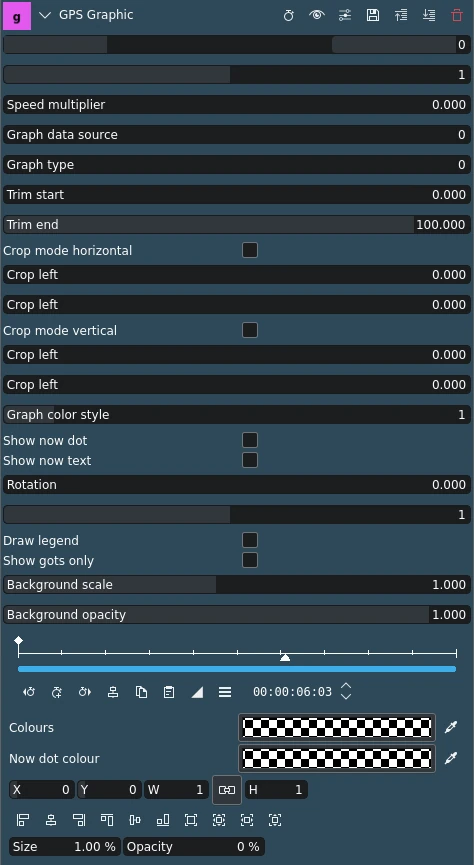 g GPS Graphic
0
1
Speed multiplier 0.000
Graph data source 0
Graph type 0
Trim start 0.000
Trim end 100.000
Crop mode horizontal
Crop left 0.000
Crop left 0.000
Crop mode vertical
Crop left 0.000
Crop left 0.000
Graph color style 1
Show now dot
Show now text
Rotation 0.000
1
Draw legend
Show gots only
Background scale 1.000
Background opacity 1.000
00:00:06:03
Colours
Now dot colour
X 0 Y 0 W 1 H 1
Size 1.00 % Opacity 0 %